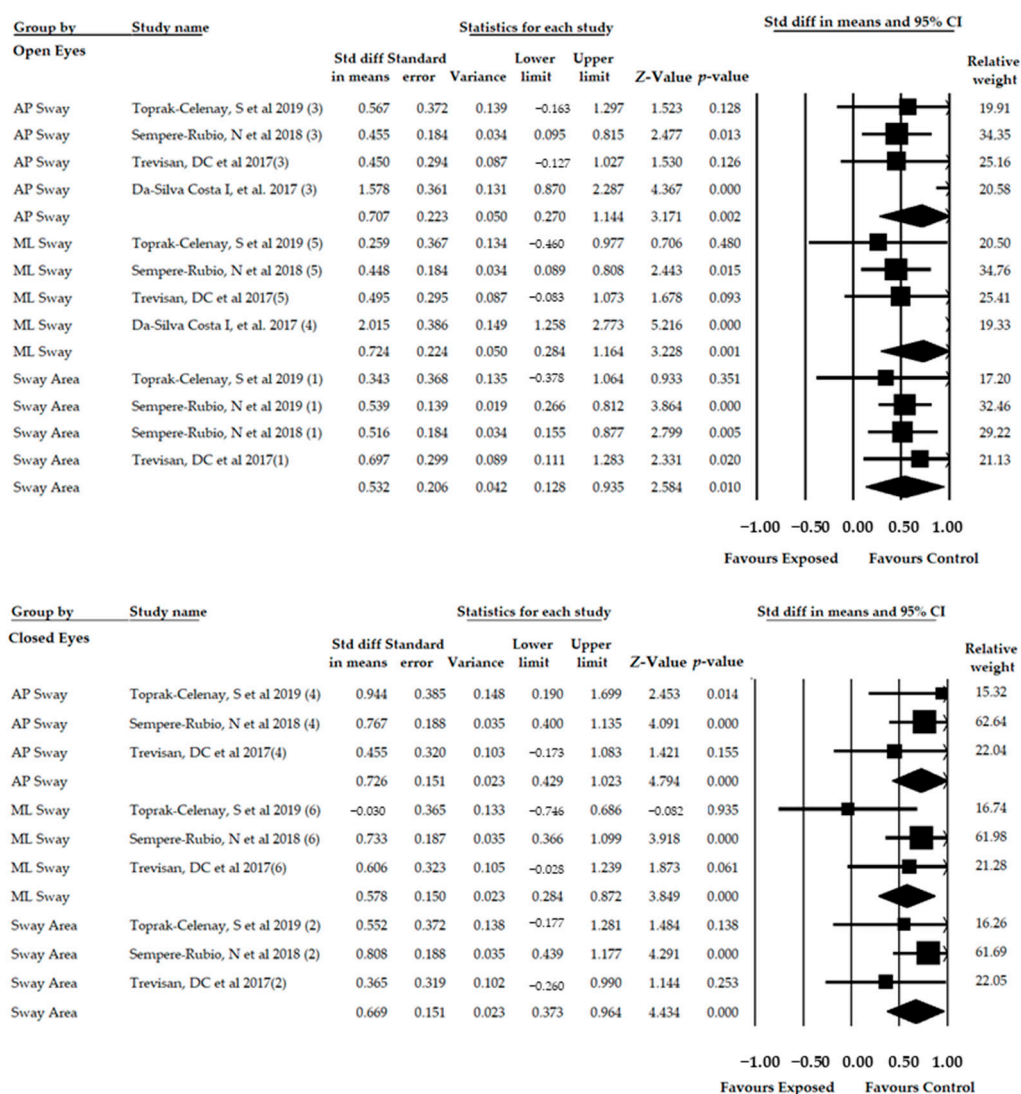 Group by Study name Statistics for each study Std diff in means and 95% CI
Open Eyes
Std diff Standard Lower Upper Relative
in means error Variance limit limit Z-Value p-value weight
AP Sway Toprak-Celenay, S et al 2019 (3) 0.567 0.372 0.139 −0.163 1.297 1.523 0.128 19.91
AP Sway Sempere-Rubio, N et al 2018 (3) 0.455 0.184 0.034 0.095 0.815 2.477 0.013 34.35
AP Sway Trevisan, DC et al 2017(3) 0.450 0.294 0.087 −0.127 1.027 1.530 0.126 25.16
AP Sway Da-Silva Costa I, et al. 2017 (3) 1.578 0.361 0.131 0.870 2.287 4.367 0.000 20.58
AP Sway 0.707 0.223 0.050 0.270 1.144 3.171 0.002
ML Sway Toprak-Celenay, S et al 2019 (5) 0.259 0.367 0.134 −0.460 0.977 0.706 0.480 20.50
ML Sway Sempere-Rubio, N et al 2018 (5) 0.448 0.184 0.034 0.089 0.808 2.443 0.015 34.76
ML Sway Trevisan, DC et al 2017(5) 0.495 0.295 0.087 −0.083 1.073 1.678 0.093 25.41
ML Sway Da-Silva Costa I, et al. 2017 (4) 2.015 0.386 0.149 1.258 2.773 5.216 0.000 19.33
ML Sway 0.724 0.224 0.050 0.284 1.164 3.228 0.001
Sway Area Toprak-Celenay, S et al 2019 (1) 0.343 0.368 0.135 −0.378 1.064 0.933 0.351 17.20
Sway Area Sempere-Rubio, N et al 2019 (1) 0.539 0.139 0.019 0.266 0.812 3.864 0.000 32.46
Sway Area Sempere-Rubio, N et al 2018 (1) 0.516 0.184 0.034 0.155 0.877 2.799 0.005 29.22
Sway Area Trevisan, DC et al 2017(1) 0.697 0.299 0.089 0.111 1.283 2.331 0.020 21.13
Sway Area 0.532 0.206 0.042 0.128 0.935 2.584 0.010
−1.00 −0.50 0.00 0.50 1.00
Favours Exposed Favours Control
Group by Study name Statistics for each study Std diff in means and 95% CI
Closed Eyes
Std diff Standard Lower Upper Relative
in means error Variance limit limit Z-Value p-value weight
AP Sway Toprak-Celenay, S et al 2019 (4) 0.944 0.385 0.148 0.190 1.699 2.453 0.014 15.32
AP Sway Sempere-Rubio, N et al 2018 (4) 0.767 0.188 0.035 0.400 1.135 4.091 0.000 62.64
AP Sway Trevisan, DC et al 2017(4) 0.455 0.320 0.103 −0.173 1.083 1.421 0.155 22.04
AP Sway 0.726 0.151 0.023 0.429 1.023 4.794 0.000
ML Sway Toprak-Celenay, S et al 2019 (6) −0.030 0.365 0.133 −0.746 0.686 −0.082 0.935 16.74
ML Sway Sempere-Rubio, N et al 2018 (6) 0.733 0.187 0.035 0.366 1.099 3.918 0.000 61.98
ML Sway Trevisan, DC et al 2017(6) 0.606 0.323 0.105 −0.028 1.239 1.873 0.061 21.28
ML Sway 0.578 0.150 0.023 0.284 0.872 3.849 0.000
Sway Area Toprak-Celenay, S et al 2019 (2) 0.552 0.372 0.138 −0.177 1.281 1.484 0.138 16.26
Sway Area Sempere-Rubio, N et al 2018 (2) 0.808 0.188 0.035 0.439 1.177 4.291 0.000 61.69
Sway Area Trevisan, DC et al 2017(2) 0.365 0.319 0.102 −0.260 0.990 1.144 0.253 22.05
Sway Area 0.669 0.151 0.023 0.373 0.964 4.434 0.000
−1.00 −0.50 0.00 0.50 1.00
Favours Exposed Favours Control